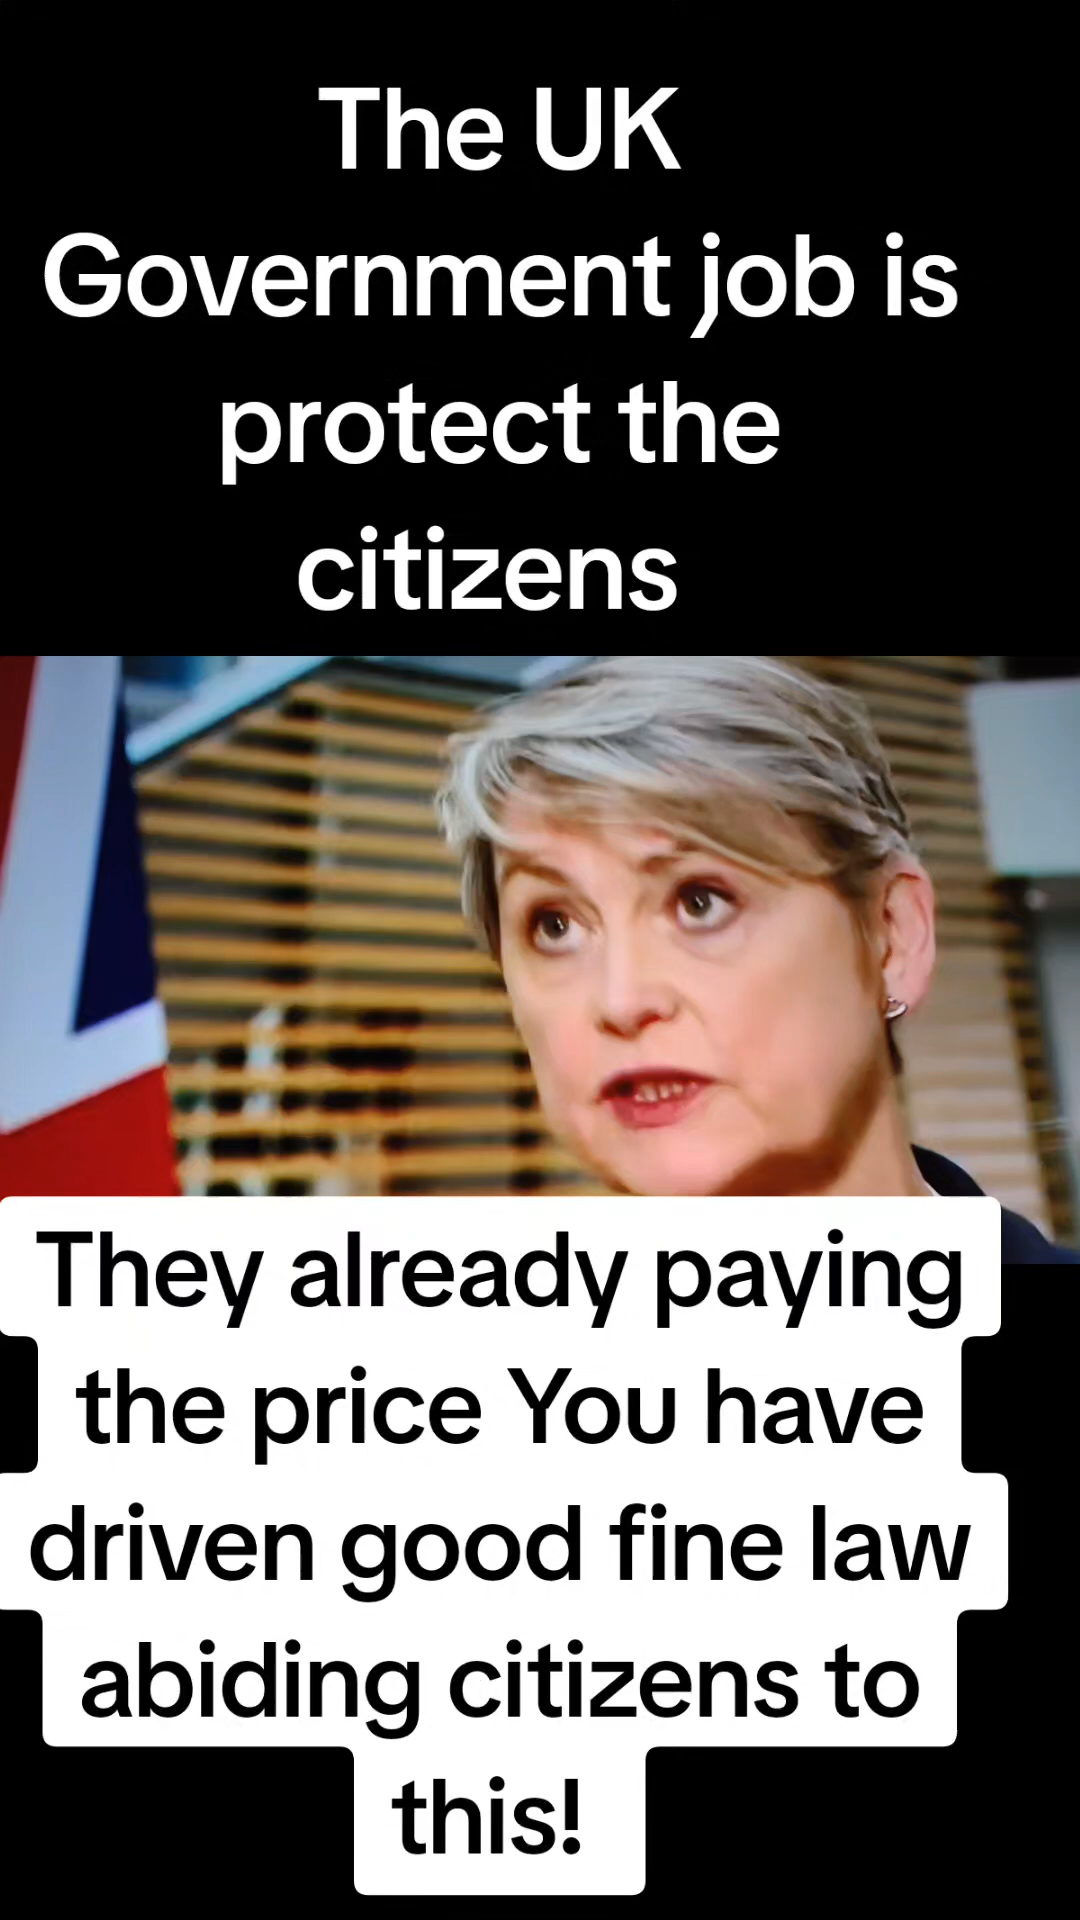 The UK
Government job is
protect the
citizens
They already paying
the price You have
driven good fine law
abiding citizens to
this!